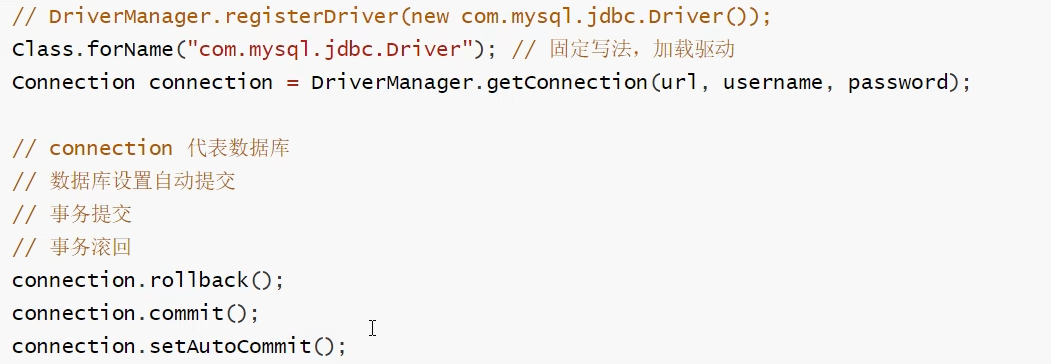 // DriverManager.registerDriver(new com.mysql.jdbc.Driver());
Class.forName("com.mysql.jdbc.Driver"); // 固定写法，加载驱动
Connection connection = DriverManager.getConnection(url, username, password);
// connection 代表数据库
// 数据库设置自动提交
// 事务提交
// 事务滚回
connection.rollback();
connection.commit();
connection.setAutoCommit();